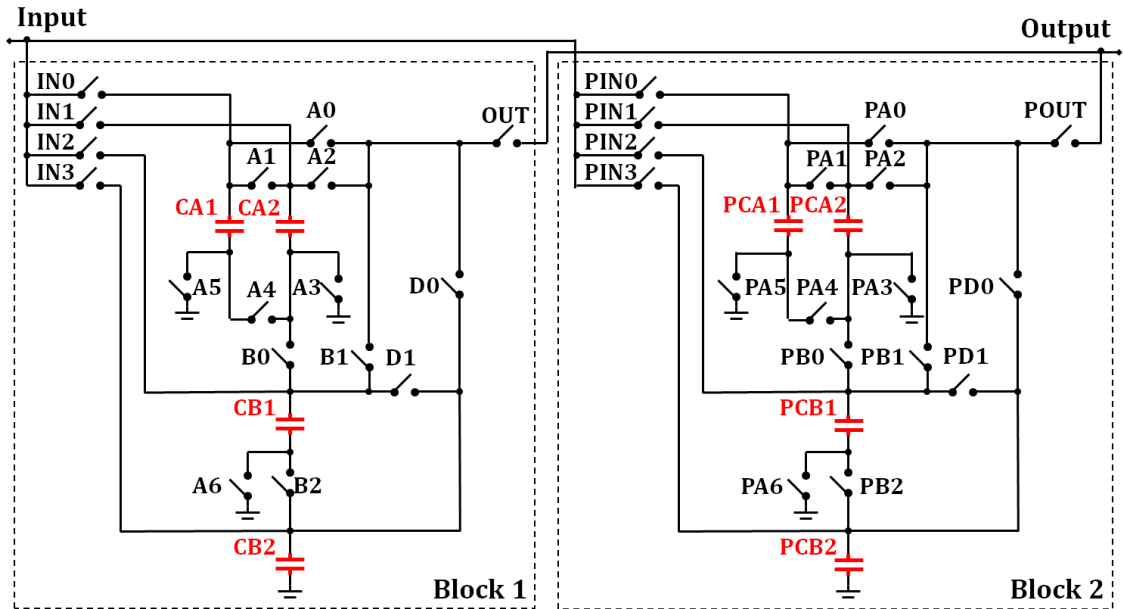 Input
Output
IN0
IN1
IN2
IN3
A0
OUT
A1
A2
CA1
CA2
A5
A4
A3
D0
B0
B1
D1
CB1
A6
B2
CB2
Block 1
PIN0
PIN1
PIN2
PIN3
PA0
POUT
PA1
PA2
PCA1
PCA2
PA5
PA4
PA3
PD0
PB0
PB1
PD1
PCB1
PA6
PB2
PCB2
Block 2